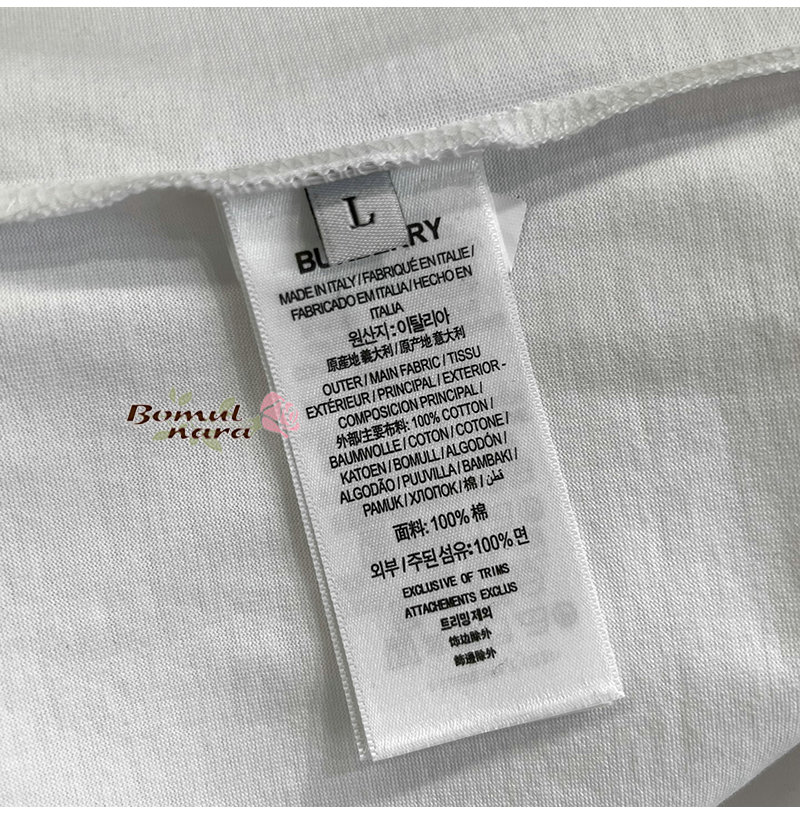 L
BURBERRY
MADE IN ITALY / FABRIQUÉ EN ITALIE /
FABRICADO EM ITALIA / HECHO EN
ITALIA
원산지 : 이탈리아
原産地 義大利 / 原产地 意大利
OUTER / MAIN FABRIC / TISSU
EXTÉRIEUR / PRINCIPAL / EXTERIOR -
COMPOSICION PRINCIPAL /
外部/主要布料: 100% COTTON /
BAUMWOLLE / COTON / COTONE /
KATOEN / BOMULL / ALGODÓN /
ALGODÃO / PUUVILLA / BAMBAKI /
PAMUK / ХЛОПОК / 棉 / قطن /
面料: 100% 棉
외부 / 주된 섬유: 100% 면
EXCLUSIVE OF TRIMS
ATTACHEMENTS EXCLUS
트리밍 제외
饰边除外
飾邊除外
Bomul
nara